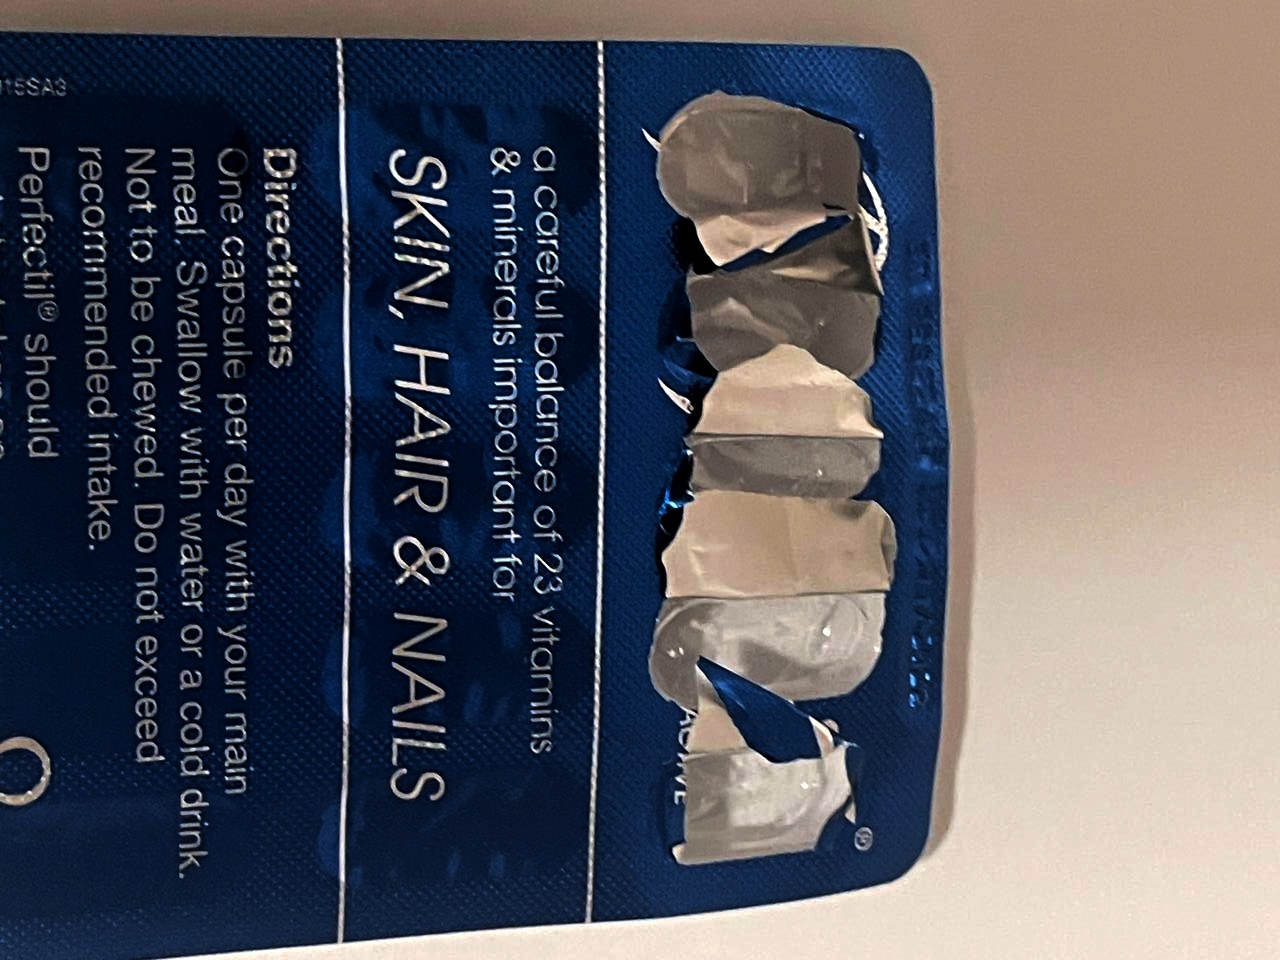 ®
ACTIVE
a careful balance of 23 vitamins
& minerals important for
SKIN, HAIR & NAILS
Directions
One capsule per day with your main
meal. Swallow with water or a cold drink.
Not to be chewed. Do not exceed
recommended intake.
Perfectil® should